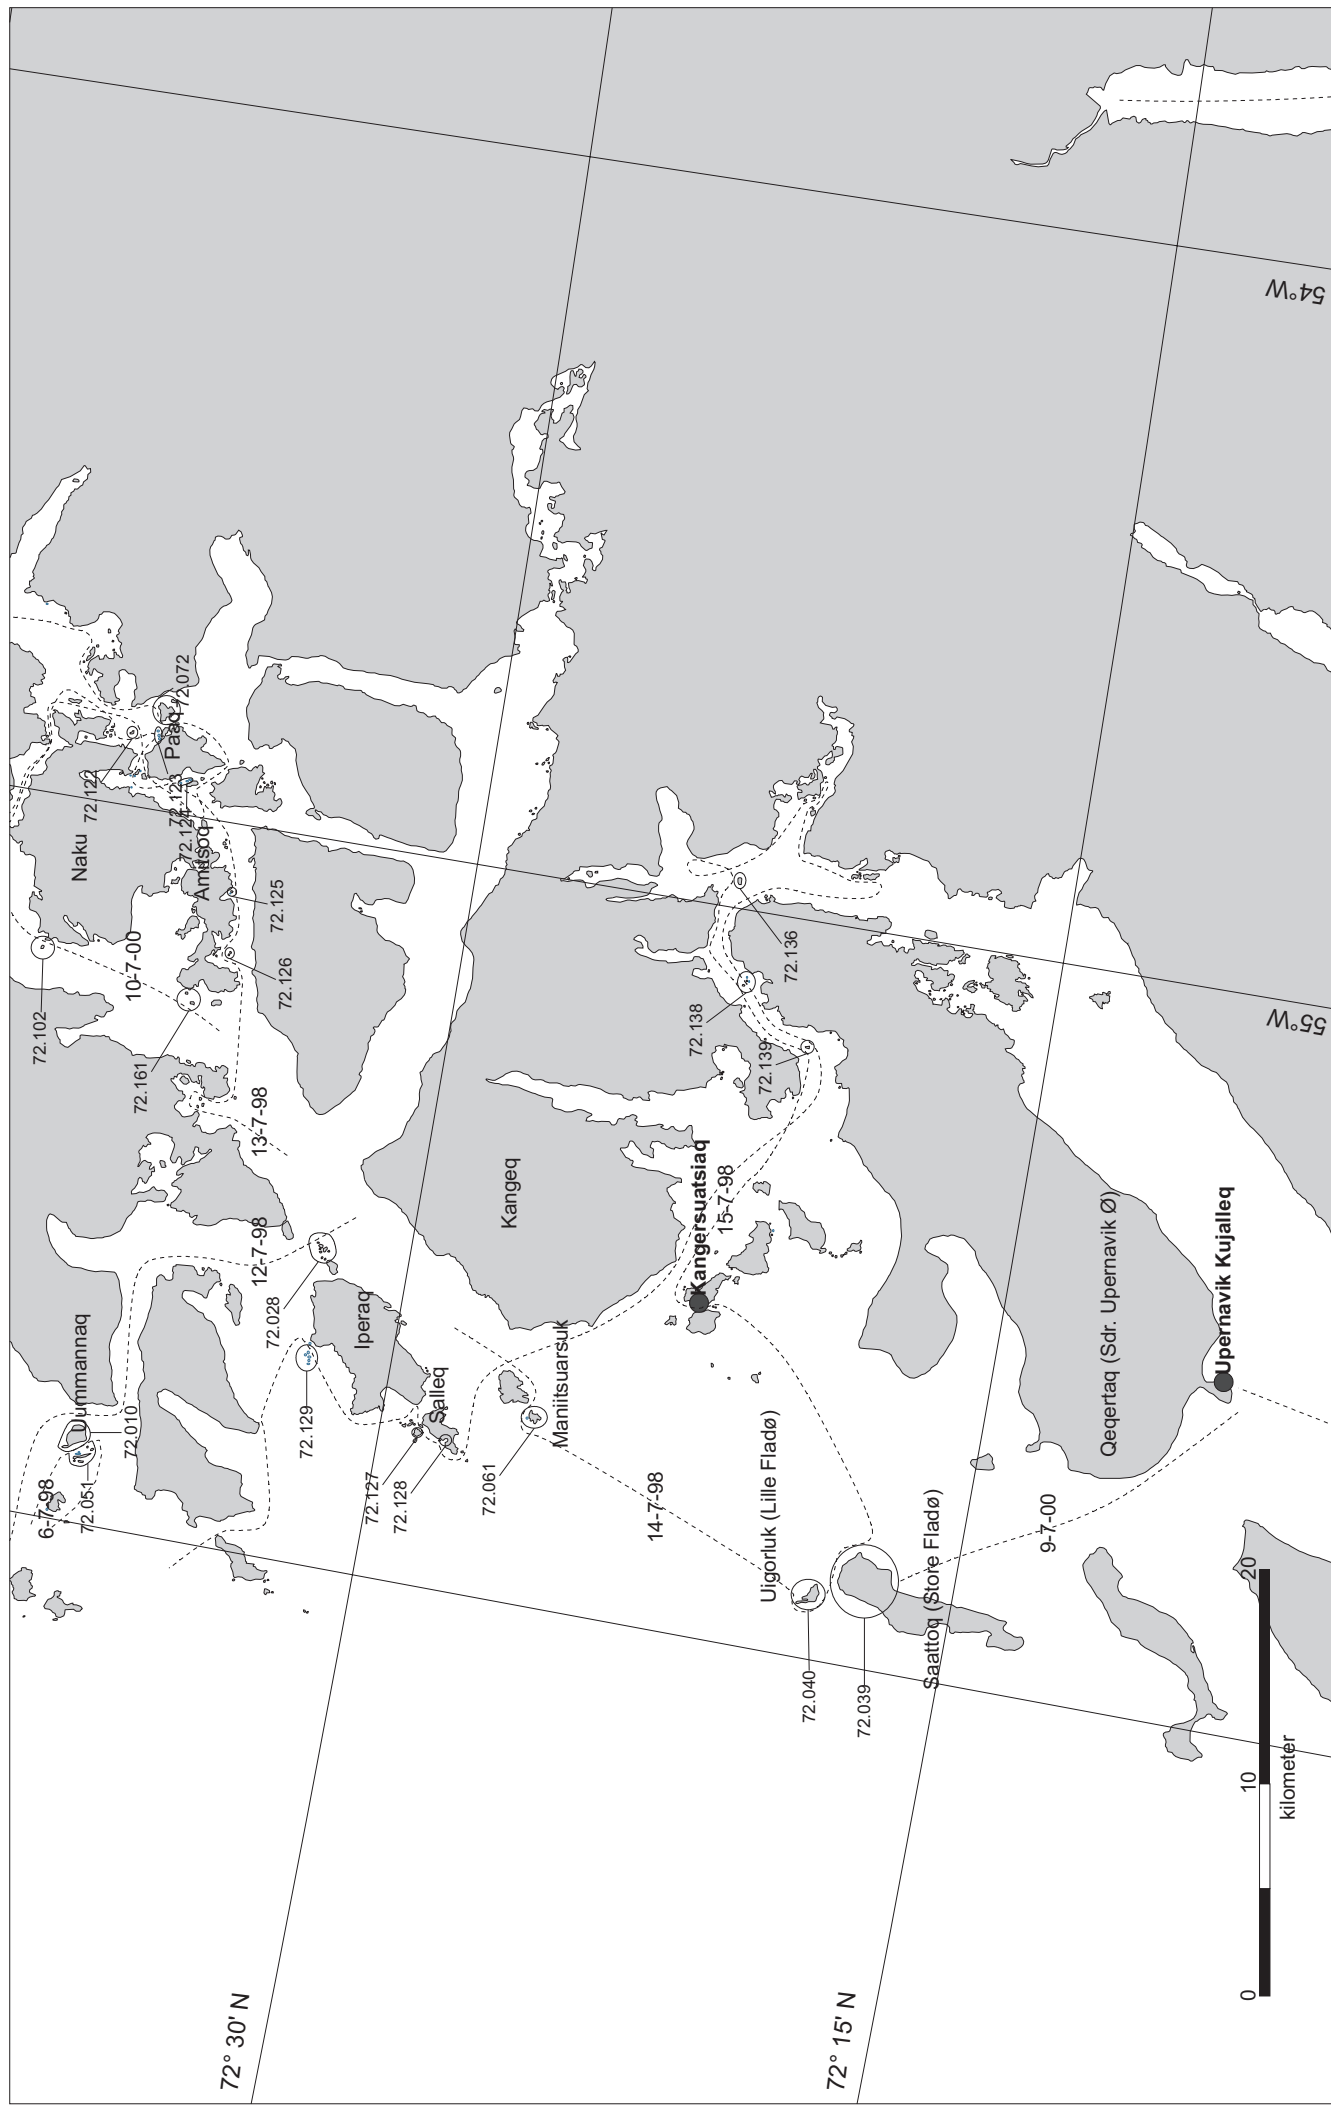 6-7-98
72.051
Uummannaq
72.010
12-7-98
72.028
72.129
Iperaq
Salleq
72.127
72.128
72.061
Maniitsuarsuk
Kangeq
13-7-98
72.161
72.102
10-7-00
Naku
72.122
72.123
72.124
Paaq
72.072
Amitsoq
72.125
72.126
72.136
72.138
72.139
Kangersuatsiaq
15-7-98
14-7-98
Uigorluk (Lille Fladø)
72.040
72.039
Saattoq (Store Fladø)
9-7-00
Qeqertaq (Sdr. Upernavik Ø)
Upernavik Kujalleq
72° 30' N
72° 15' N
55°W
54°W
0
10
20
kilometer